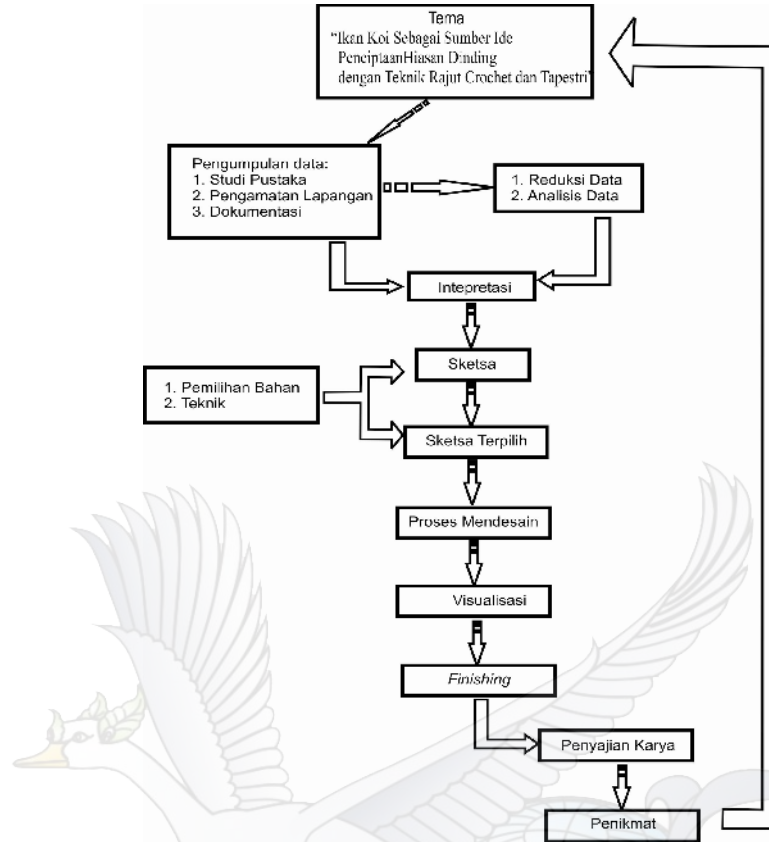 Tema
"Ikan Koi Sebagai Sumber Ide
PenciptaanHiasan Dinding
dengan Teknik Rajut Crochet dan Tapestri"
Pengumpulan data:
1. Studi Pustaka
2. Pengamatan Lapangan
3. Dokumentasi
1. Reduksi Data
2. Analisis Data
Intepretasi
Sketsa
1. Pemilihan Bahan
2. Teknik
Sketsa Terpilih
Proses Mendesain
Visualisasi
Finishing
Penyajian Karya
Penikmat